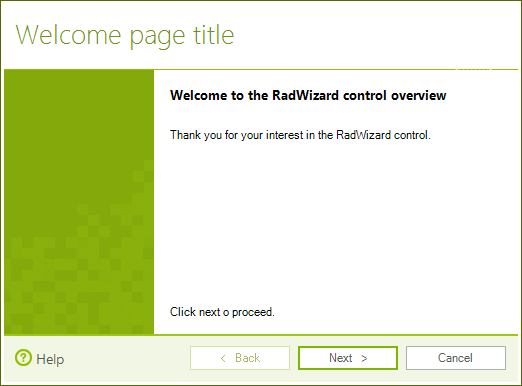 Welcome page title
Welcome to the RadWizard control overview
Thank you for your interest in the RadWizard control.
Click next o proceed.
? Help
< Back
Next >
Cancel